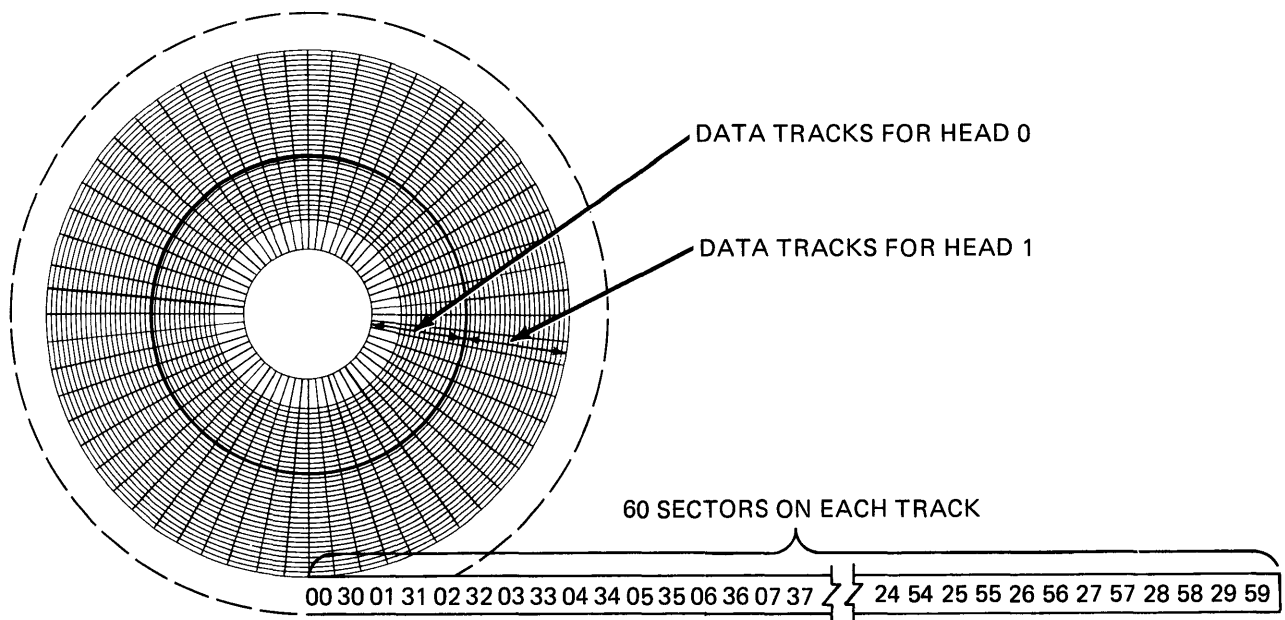 DATA TRACKS FOR HEAD 0
DATA TRACKS FOR HEAD 1
60 SECTORS ON EACH TRACK
00 30 01 31 02 32 03 33 04 34 05 35 06 36 07 37 24 54 25 55 26 56 27 57 28 58 29 59